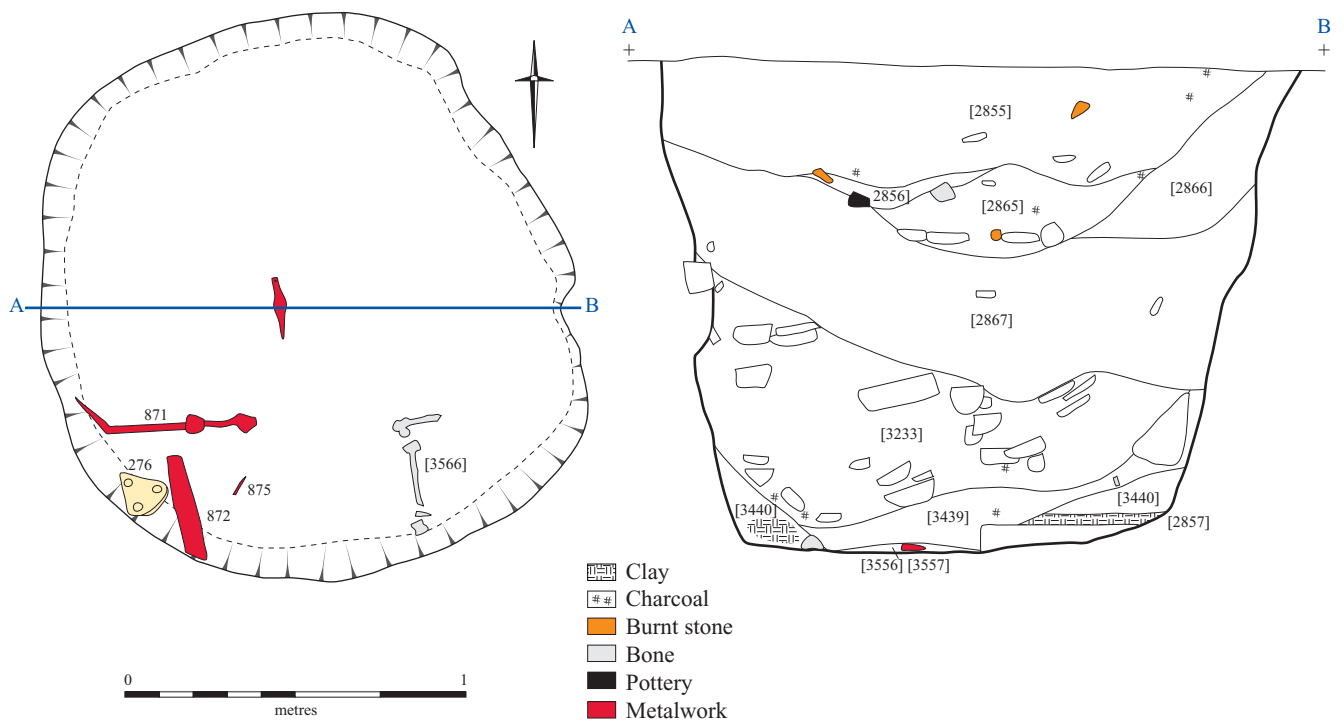 A
B
871
276
872
875
[3566]
0
1
metres
A
B
+
+
[2855]
2856]
[2865]
[2866]
[2867]
[3233]
[3440]
[3439]
[3440]
[2857]
[3556] [3557]
Clay
Charcoal
Burnt stone
Bone
Pottery
Metalwork